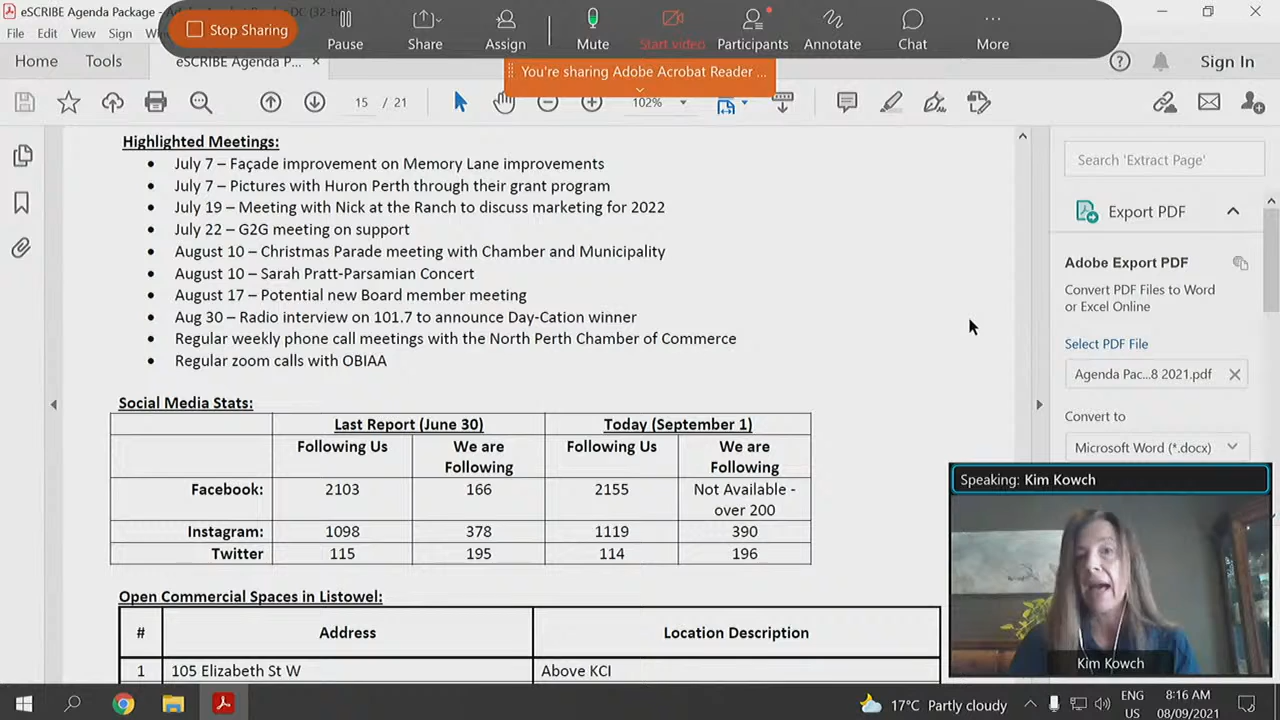 eSCRIBE Agenda Package -
Stop Sharing
Pause
Share
Assign
Mute
Start video
Participants
Annotate
Chat
More
File Edit View Sign
You're sharing Adobe Acrobat Reader ...
Home Tools eSCRIBE Agenda P... ×
Sign In
15 / 21
102%
Highlighted Meetings:
• July 7 – Façade improvement on Memory Lane improvements
• July 7 – Pictures with Huron Perth through their grant program
• July 19 – Meeting with Nick at the Ranch to discuss marketing for 2022
• July 22 – G2G meeting on support
• August 10 – Christmas Parade meeting with Chamber and Municipality
• August 10 – Sarah Pratt-Parsamian Concert
• August 17 – Potential new Board member meeting
• Aug 30 – Radio interview on 101.7 to announce Day-Cation winner
• Regular weekly phone call meetings with the North Perth Chamber of Commerce
• Regular zoom calls with OBIAA
Social Media Stats:
Last Report (June 30) Today (September 1)
Following Us We are Following Following Us We are Following
Facebook: 2103 166 2155 Not Available - over 200
Instagram: 1098 378 1119 390
Twitter 115 195 114 196
Open Commercial Spaces in Listowel:
# Address Location Description
1 105 Elizabeth St W Above KCI
Search 'Extract Page'
Export PDF
Adobe Export PDF
Convert PDF Files to Word
or Excel Online
Select PDF File
Agenda Pac...8 2021.pdf
Convert to
Microsoft Word (*.docx)
Speaking: Kim Kowch
Kim Kowch
17°C Partly cloudy
ENG
US
8:16 AM
08/09/2021